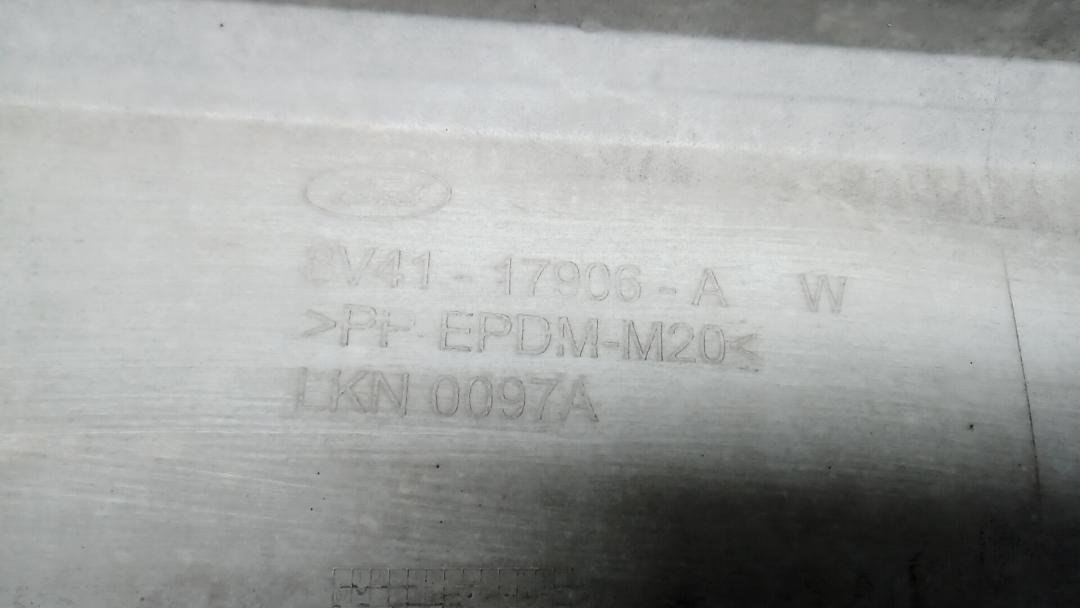 8V41 - 17906 - A W
>PP-EPDM-M20<
LKN 0097A